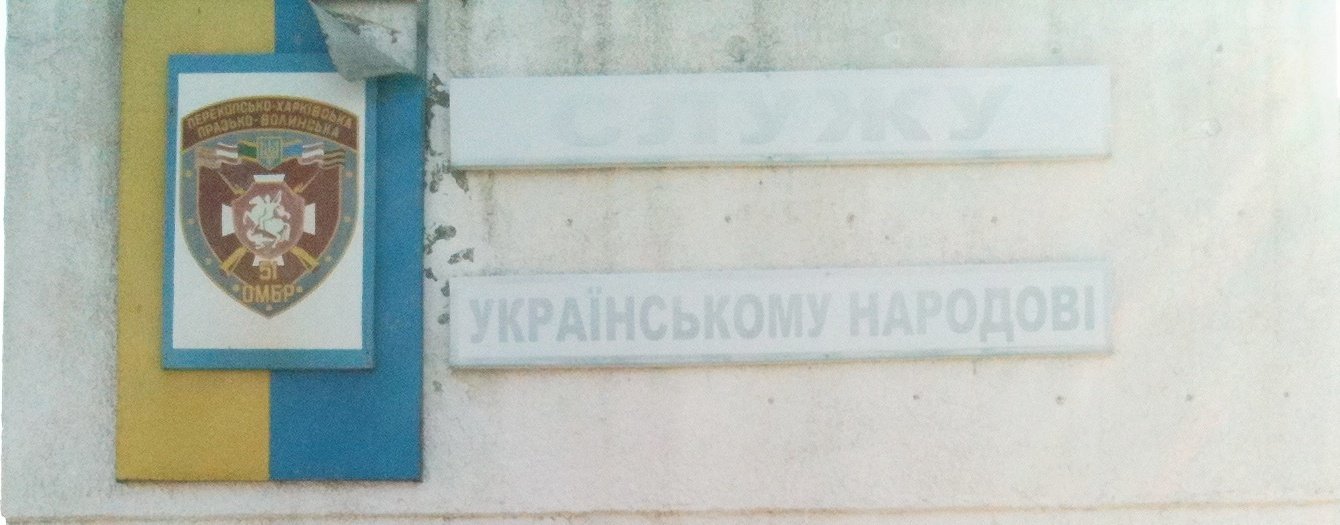 ПЕРЕКОПСЬКО-ХАРКІВСЬКА
ПРАЗЬКО-ВОЛИНСЬКА
51
ОМБР
СЛУЖУ
УКРАЇНСЬКОМУ НАРОДОВІ